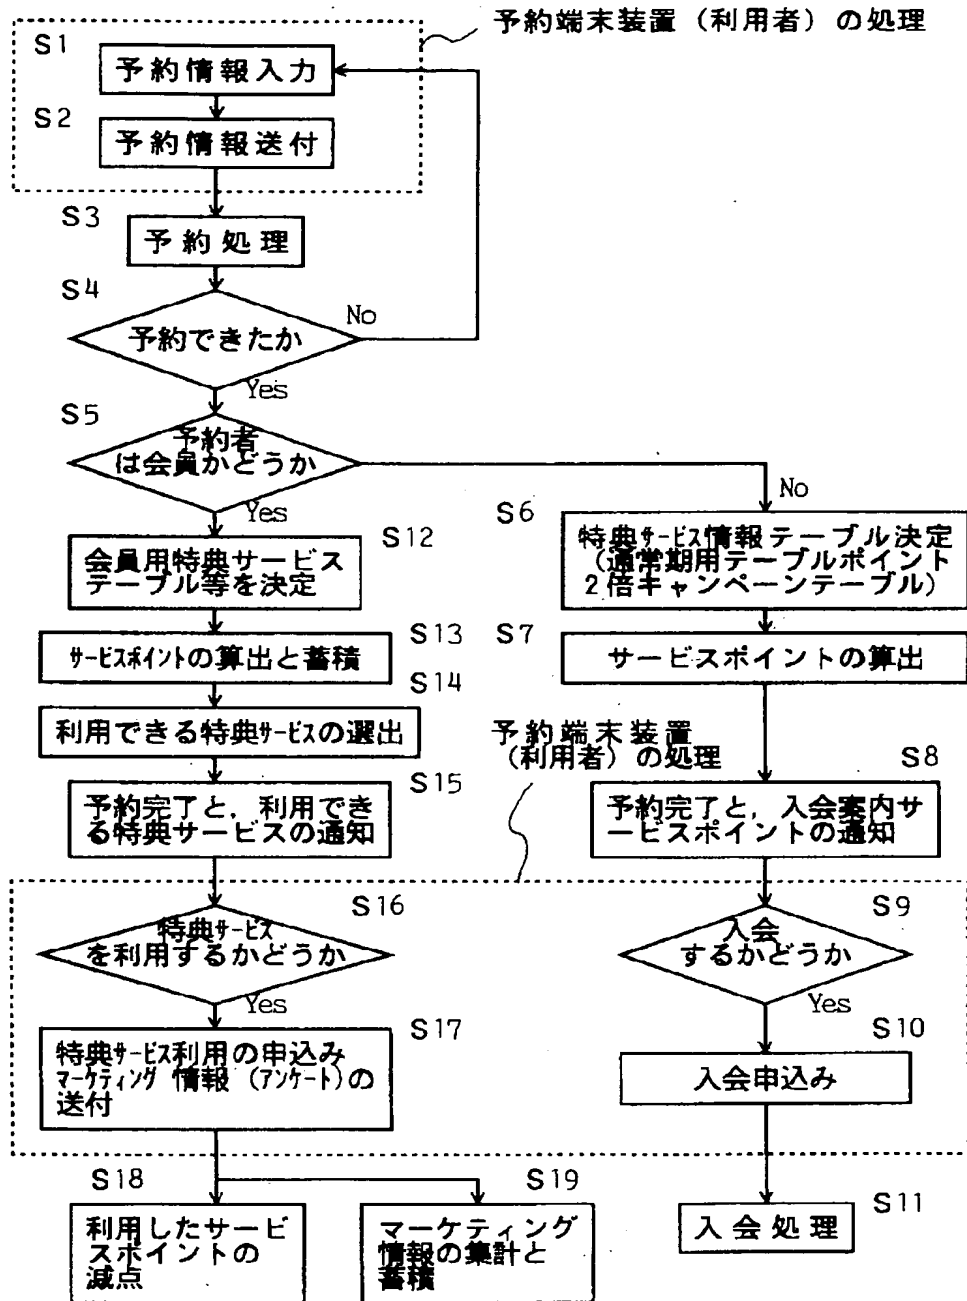 予約端末装置（利用者）の処理
S1
予約情報入力
S2
予約情報送付
S3
予約処理
S4
予約できたか
No
Yes
S5
予約者
は会員かどうか
No
Yes
S12
会員用特典サービス
テーブル等を決定
S13
サービスポイントの算出と蓄積
S14
利用できる特典サービスの選出
S15
予約完了と，利用でき
る特典サービスの通知
S6
特典サービス情報テーブル決定
（通常期用テーブルポイント
2倍キャンペーンテーブル）
S7
サービスポイントの算出
予約端末装置
（利用者）の処理
S8
予約完了と，入会案内サ
ービスポイントの通知
S16
特典サービス
を利用するかどうか
Yes
S17
特典サービス利用の申込み
マーケティング情報（アンケート）の
送付
S9
入会
するかどうか
Yes
S10
入会申込み
S18
利用したサービ
スポイントの
減点
S19
マーケティング
情報の集計と
蓄積
S11
入会処理